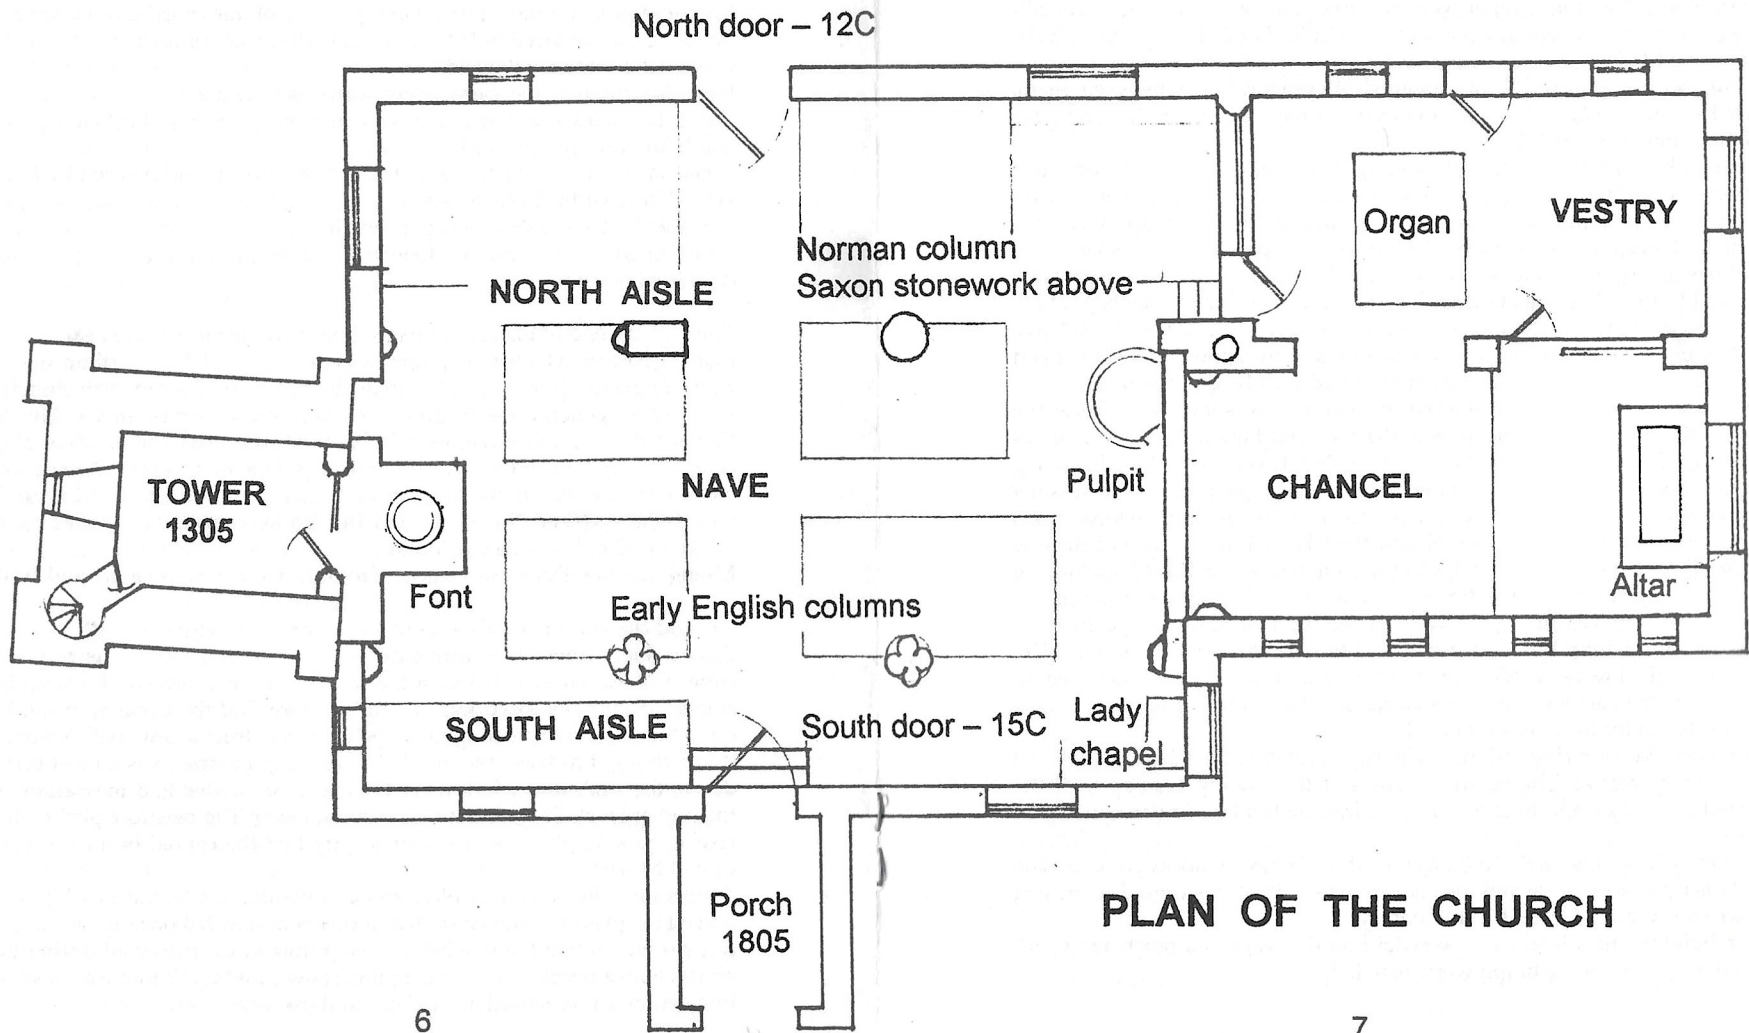 North door – 12C
Organ
VESTRY
Norman column
Saxon stonework above
NORTH AISLE
Pulpit
NAVE
CHANCEL
TOWER
1305
Font
Early English columns
Altar
SOUTH AISLE
South door – 15C
Lady
chapel
Porch
1805
PLAN OF THE CHURCH
6
7